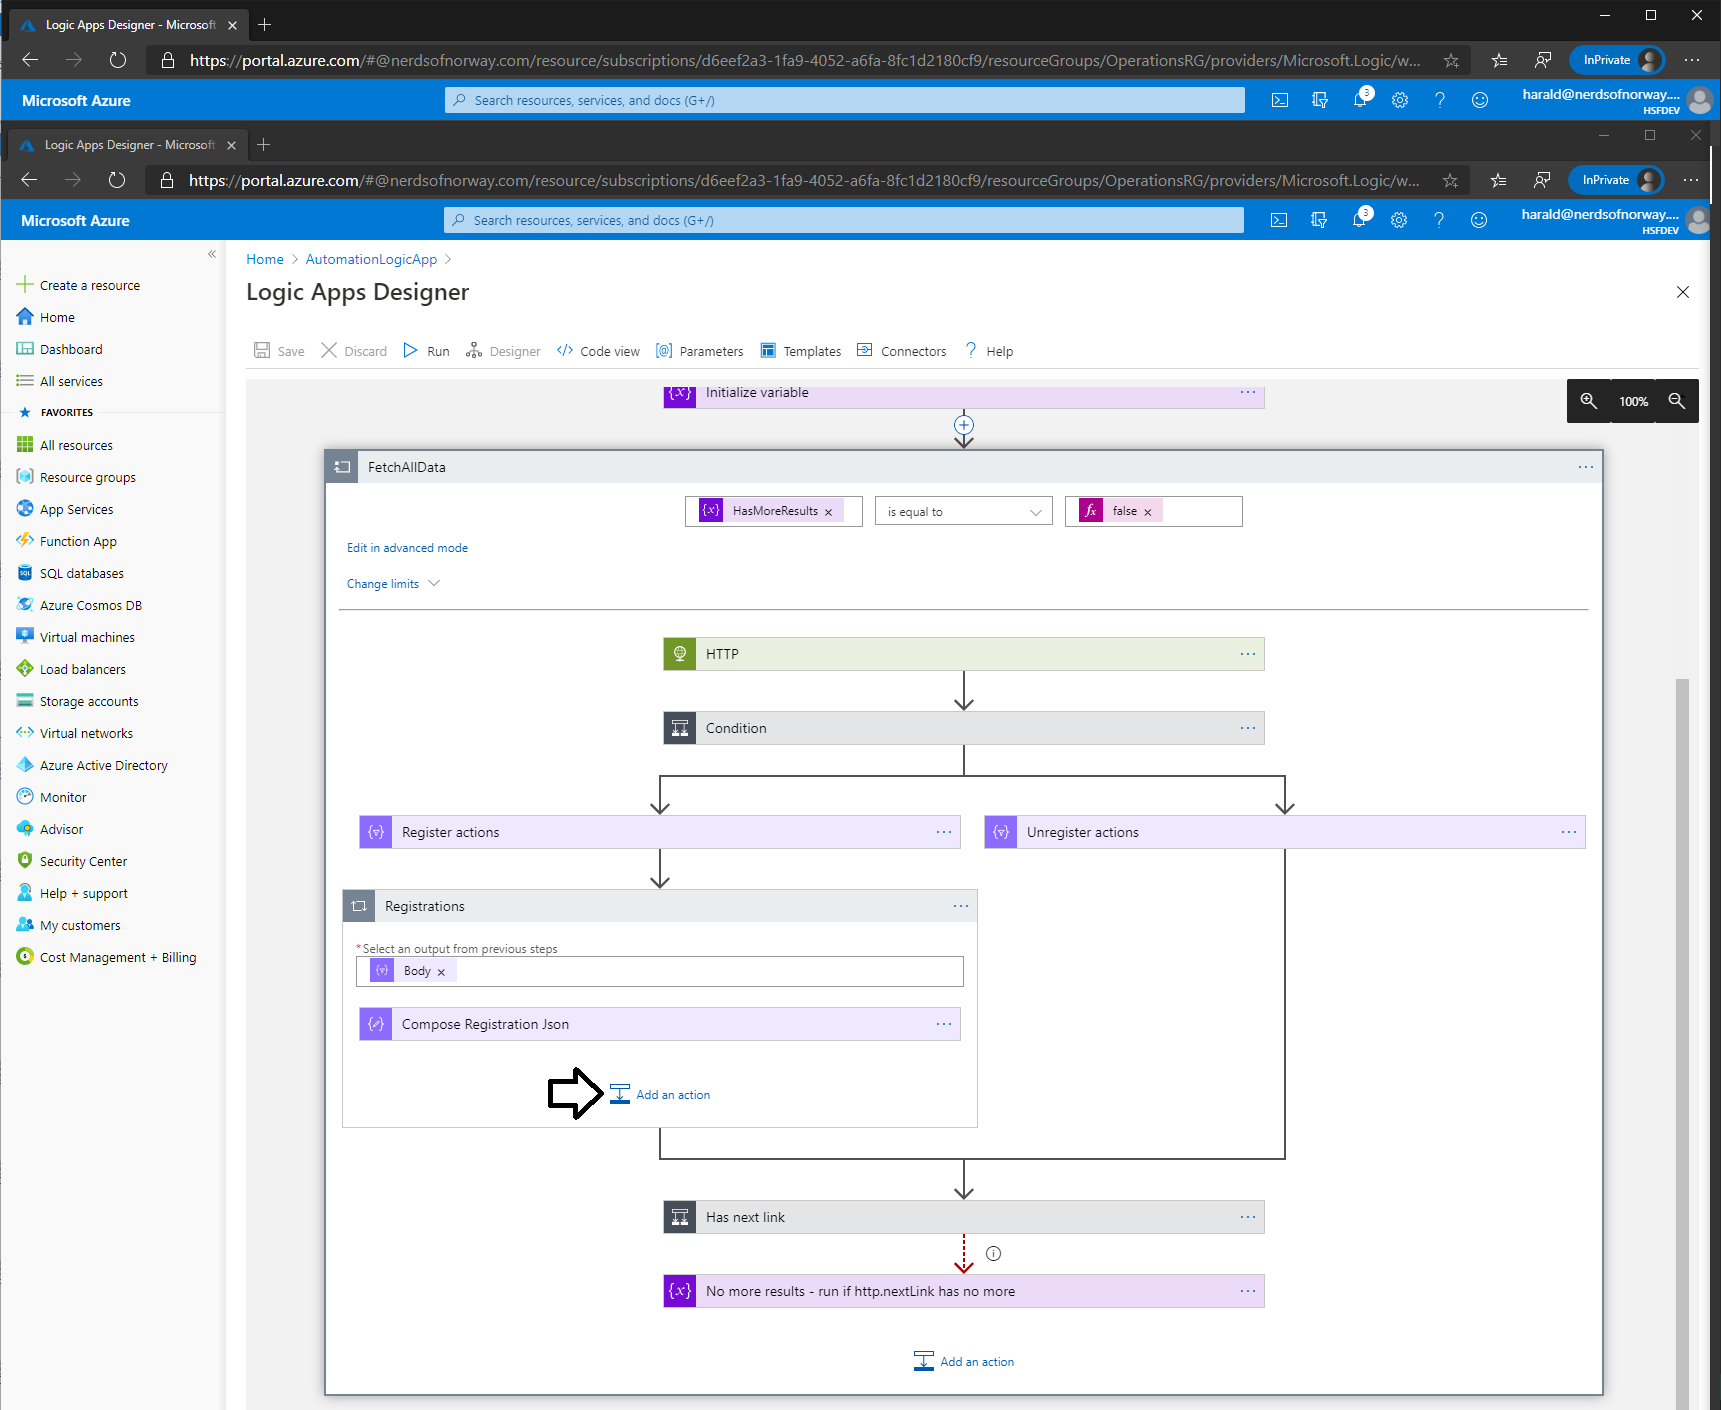 Logic Apps Designer - Microsoft
https://portal.azure.com/#@nerdsofnorway.com/resource/subscriptions/d6eef2a3-1fa9-4052-a6fa-8fc1d2180cf9/resourceGroups/OperationsRG/providers/Microsoft.Logic/w...
InPrivate
Microsoft Azure
Search resources, services, and docs (G+/)
3
harald@nerdsofnorway....
HSFDEV
Logic Apps Designer - Microsoft
https://portal.azure.com/#@nerdsofnorway.com/resource/subscriptions/d6eef2a3-1fa9-4052-a6fa-8fc1d2180cf9/resourceGroups/OperationsRG/providers/Microsoft.Logic/w...
InPrivate
Microsoft Azure
Search resources, services, and docs (G+/)
3
harald@nerdsofnorway....
HSFDEV
Create a resource
Home
Dashboard
All services
FAVORITES
All resources
Resource groups
App Services
Function App
SQL databases
Azure Cosmos DB
Virtual machines
Load balancers
Storage accounts
Virtual networks
Azure Active Directory
Monitor
Advisor
Security Center
Help + support
My customers
Cost Management + Billing
Home > AutomationLogicApp >
Logic Apps Designer
Save Discard Run Designer Code view Parameters Templates Connectors Help
Initialize variable
100%
FetchAllData
HasMoreResults
is equal to
false
Edit in advanced mode
Change limits
HTTP
Condition
Register actions
Unregister actions
Registrations
* Select an output from previous steps
Body
Compose Registration Json
Add an action
Has next link
No more results - run if http.nextLink has no more
Add an action